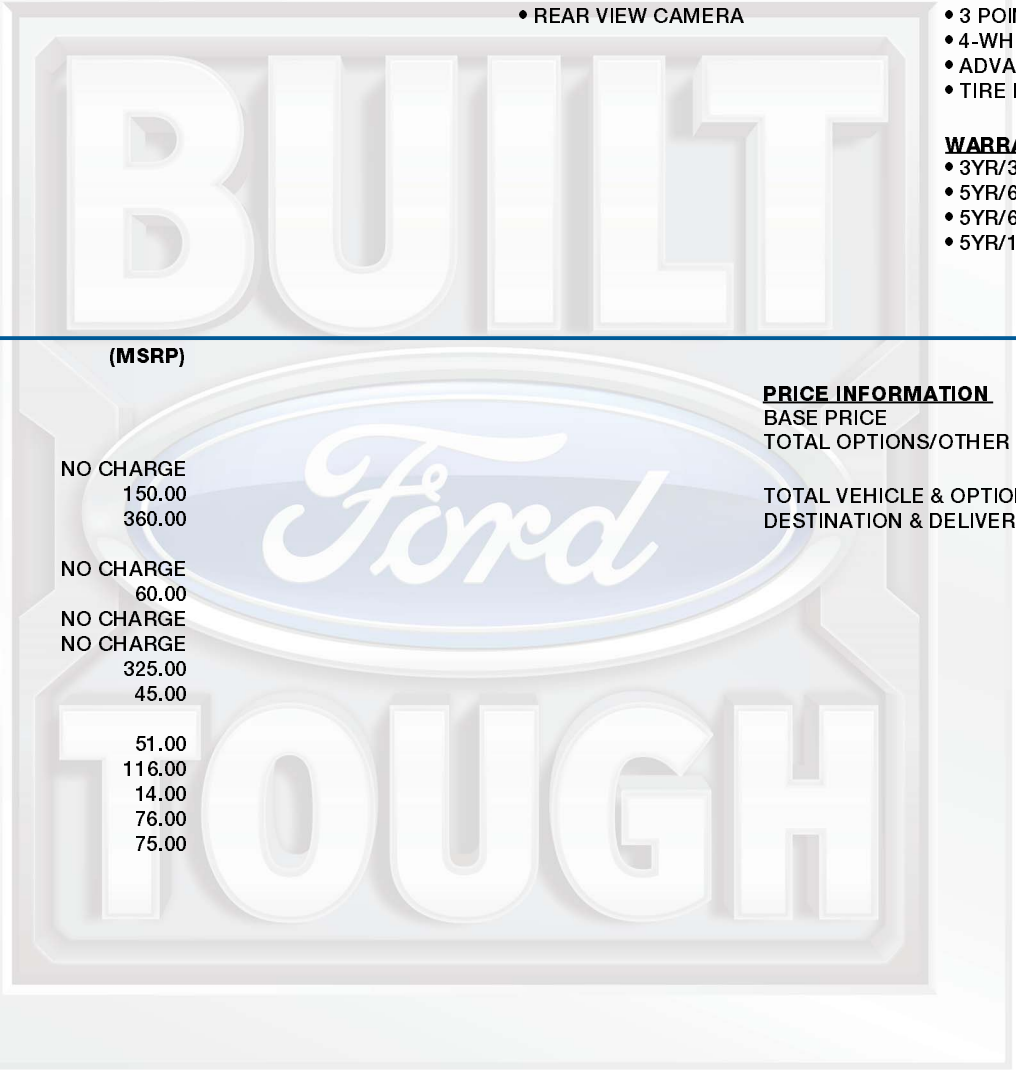 • REAR VIEW CAMERA
• 3 POI
• 4-WH
• ADVA
• TIRE
WARRA
• 3YR/3
• 5YR/6
• 5YR/6
• 5YR/1
BUILT
(MSRP)
PRICE INFORMATION
BASE PRICE
TOTAL OPTIONS/OTHER
NO CHARGE
150.00
360.00
TOTAL VEHICLE & OPTIO
DESTINATION & DELIVER
Ford
NO CHARGE
60.00
NO CHARGE
NO CHARGE
325.00
45.00
TOUGH
51.00
116.00
14.00
76.00
75.00